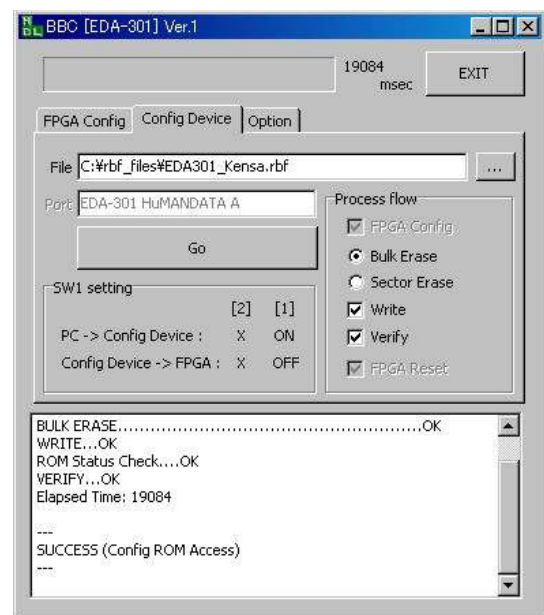 BBC [EDA-301] Ver.1
19084
msec
EXIT
FPGA Config
Config Device
Option
File
C:¥rbf_files¥EDA301_Kensa.rbf
...
Port
EDA-301 HuMANDATA A
Go
Process flow
FPGA Config
Bulk Erase
Sector Erase
Write
Verify
FPGA Reset
SW1 setting
[2] [1]
PC -> Config Device : X ON
Config Device -> FPGA : X OFF
BULK ERASE......................................................OK
WRITE...OK
ROM Status Check....OK
VERIFY...OK
Elapsed Time: 19084
---
SUCCESS (Config ROM Access)
---